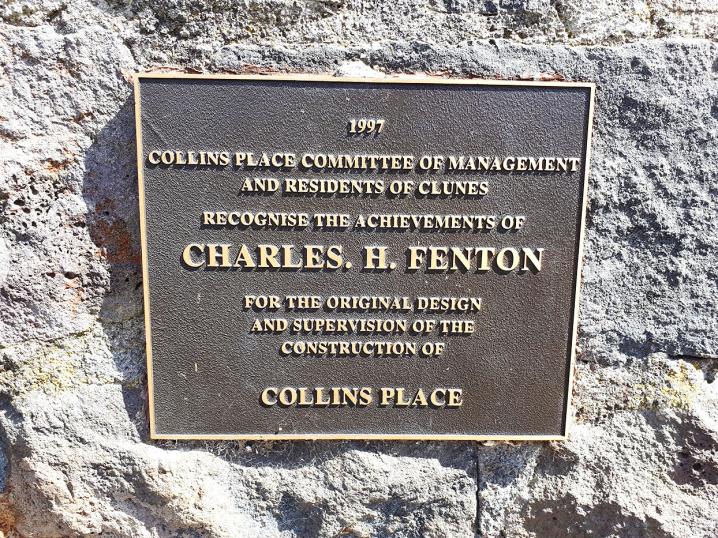 1997
COLLINS PLACE COMMITTEE OF MANAGEMENT
AND RESIDENTS OF CLUNES
RECOGNISE THE ACHIEVEMENTS OF
CHARLES. H. FENTON
FOR THE ORIGINAL DESIGN
AND SUPERVISION OF THE
CONSTRUCTION OF
COLLINS PLACE